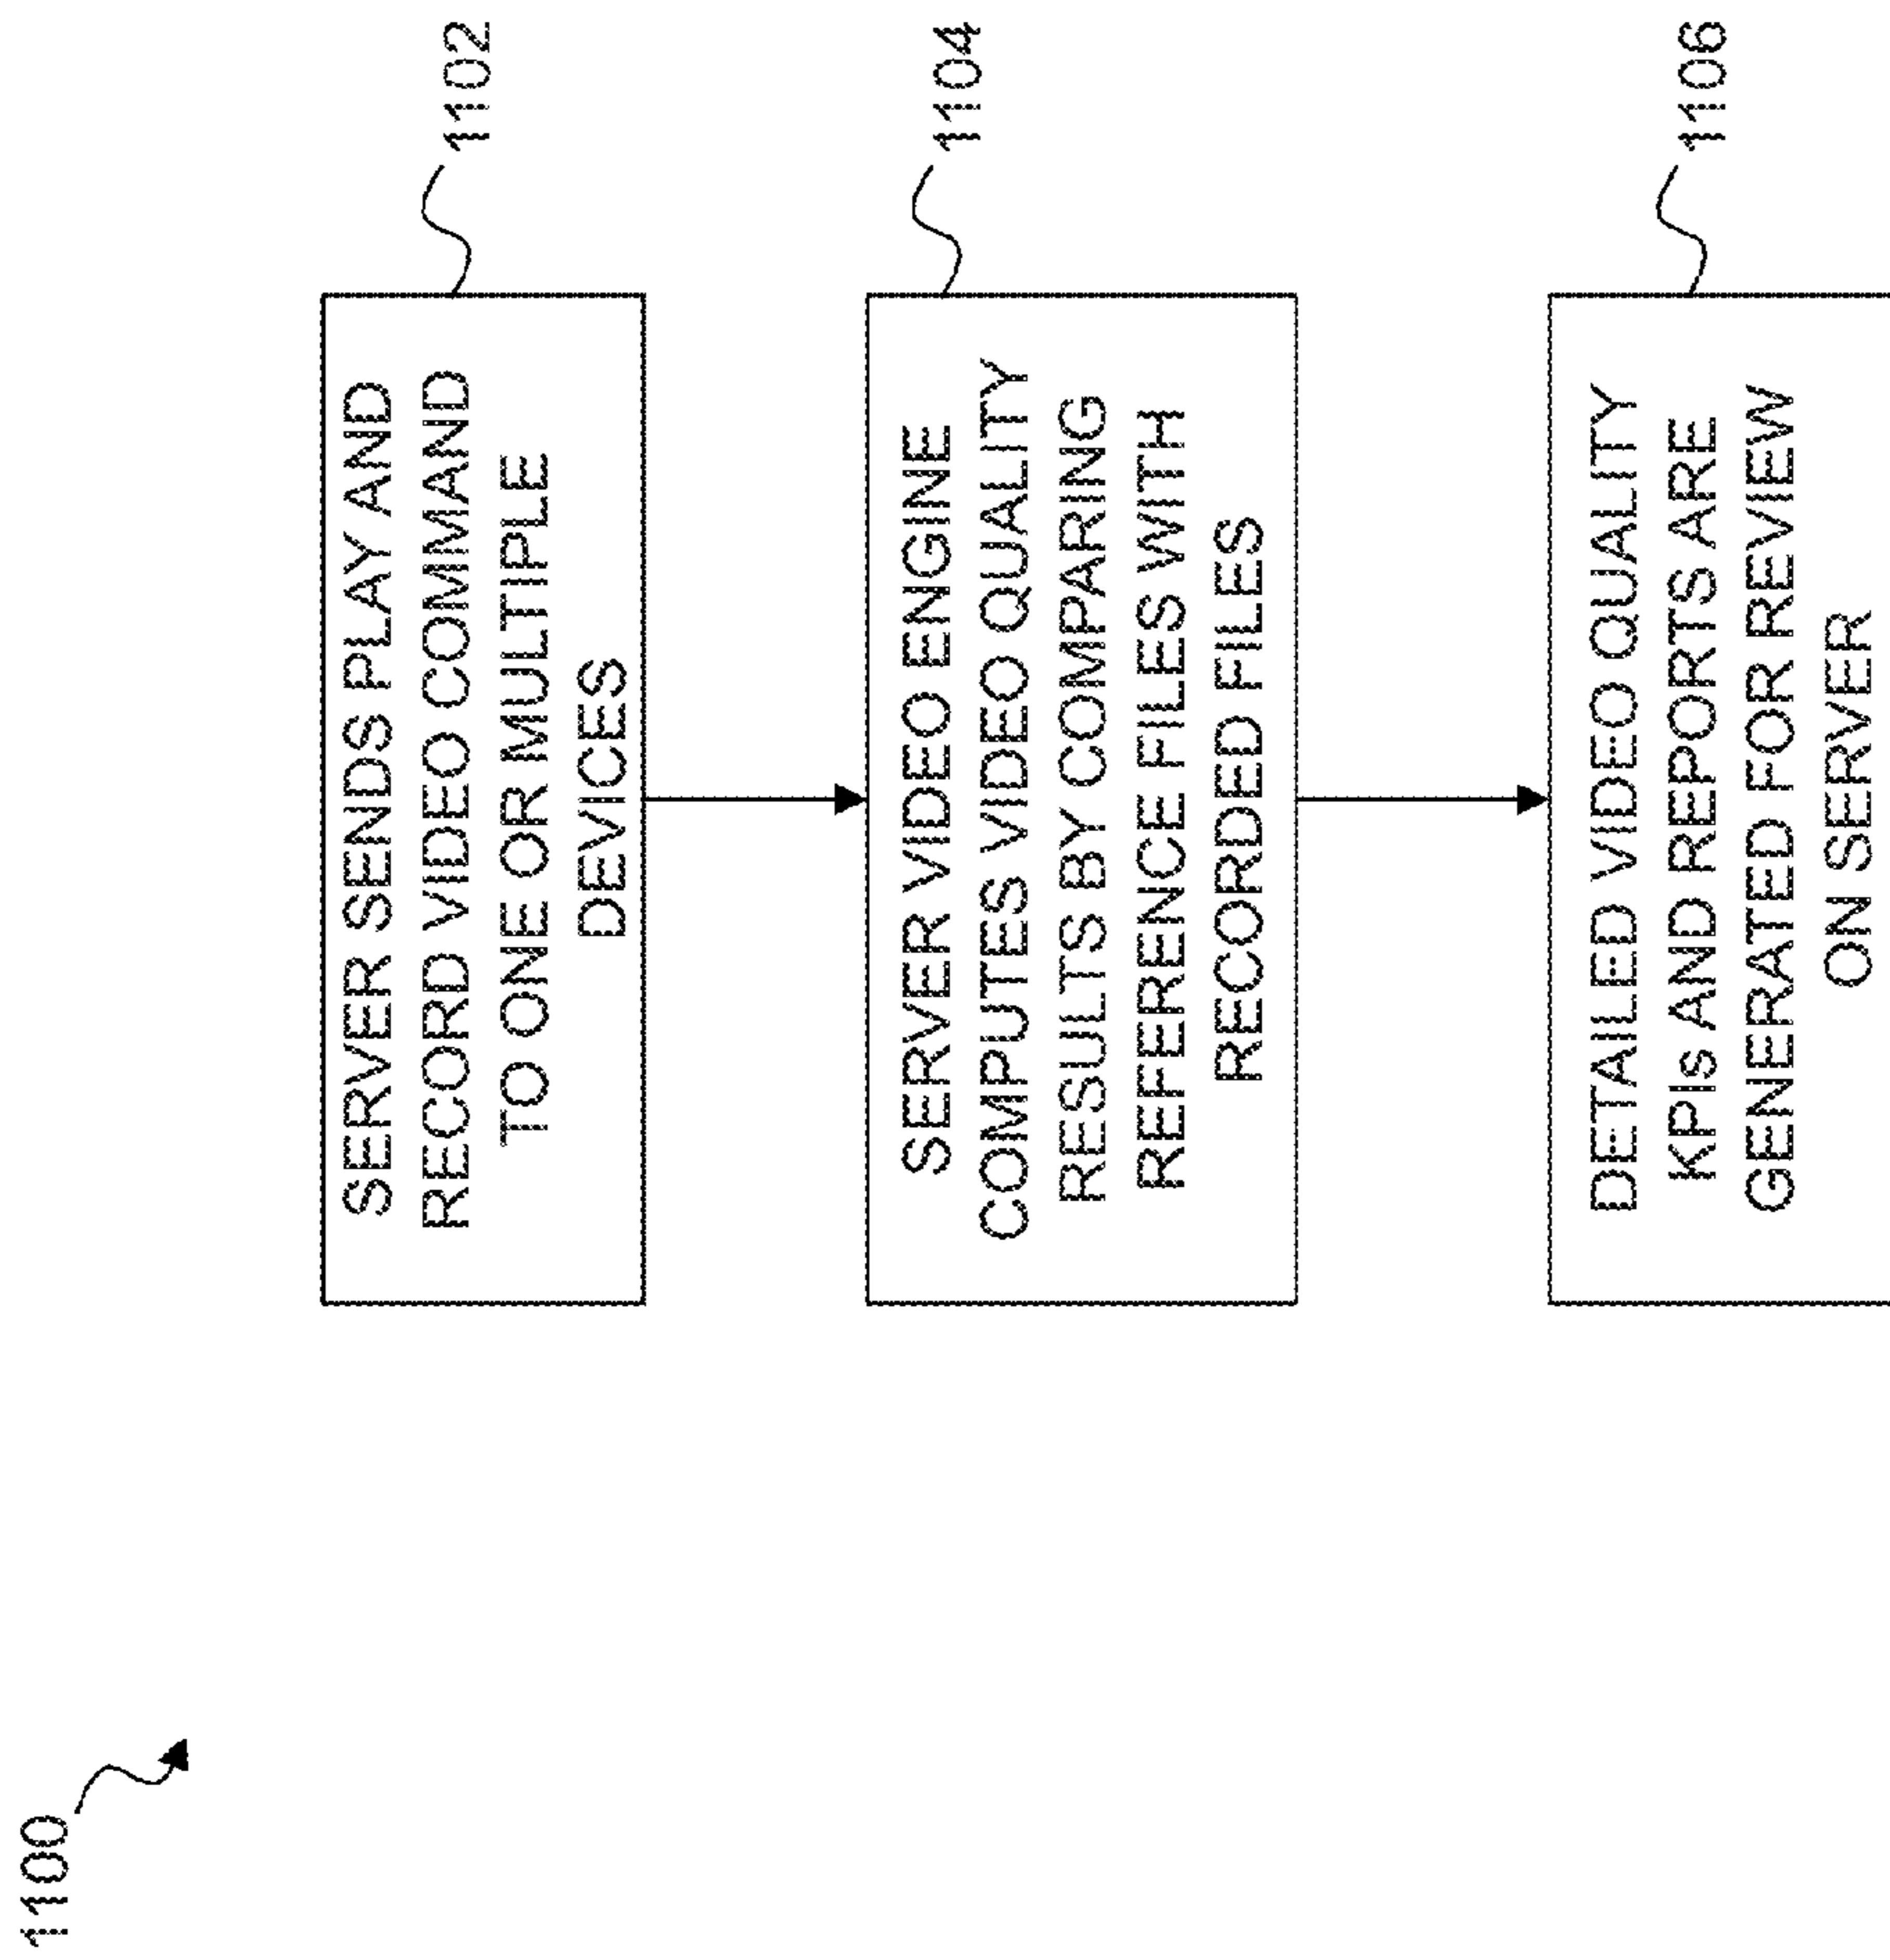 1100
SERVER SENDS PLAY AND
RECORD VIDEO COMMAND
TO ONE OR MULTIPLE
DEVICES
1102
SERVER VIDEO ENGINE
COMPUTES VIDEO QUALITY
RESULTS BY COMPARING
REFERENCE FILES WITH
RECORDED FILES
1104
DETAILED VIDEO QUALITY
KPIs AND REPORTS ARE
GENERATED FOR REVIEW
ON SERVER
1106